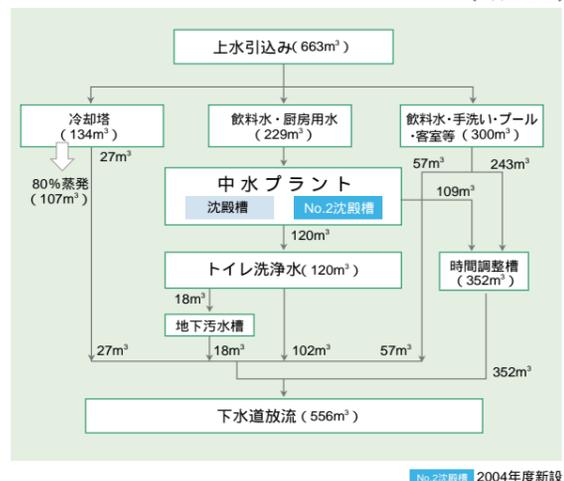 上水引込み(663m³)
冷却塔
(134m³)
飲料水・厨房用水
(229m³)
飲料水・手洗い・プール
・客室等(300m³)
27m³
57m³
243m³
80%蒸発
(107m³)
中水プラント
109m³
沈殿槽
No.2沈殿槽
120m³
トイレ洗浄水(120m³)
時間調整槽
(352m³)
18m³
地下汚水槽
27m³
18m³
102m³
57m³
352m³
下水道放流(556m³)
No.2沈殿槽 2004年度新設